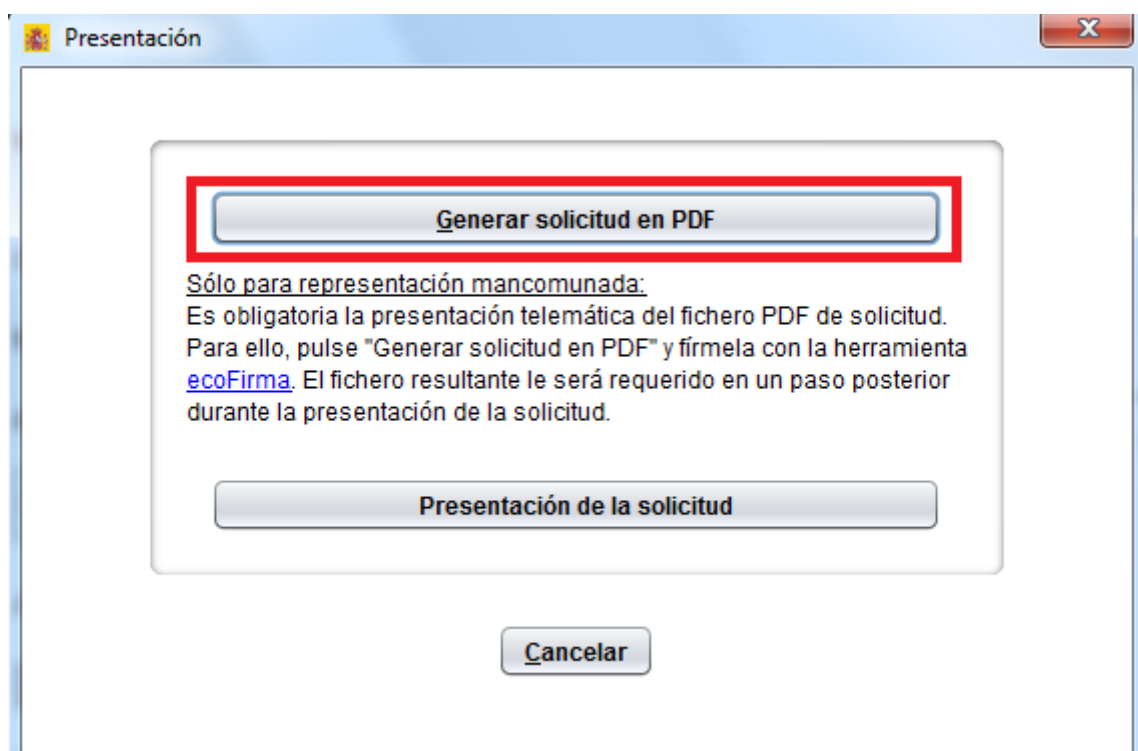 Presentación
x
Generar solicitud en PDF
Sólo para representación mancomunada:
Es obligatoria la presentación telemática del fichero PDF de solicitud.
Para ello, pulse "Generar solicitud en PDF" y fírmela con la herramienta
ecoFirma. El fichero resultante le será requerido en un paso posterior
durante la presentación de la solicitud.
Presentación de la solicitud
Cancelar